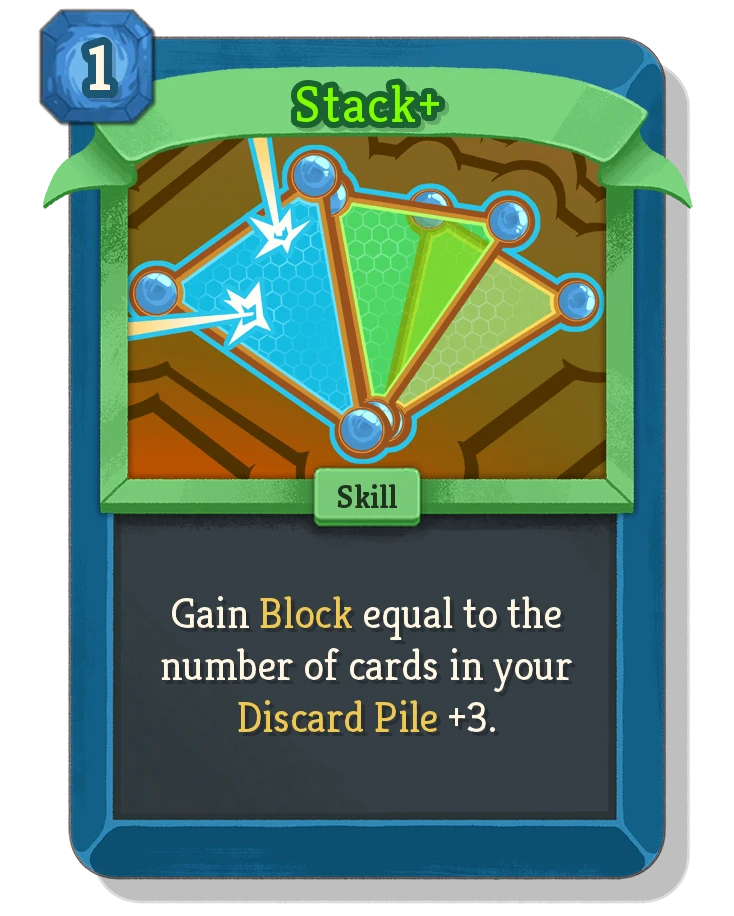 1
Stack+
Skill
Gain Block equal to the
number of cards in your
Discard Pile +3.